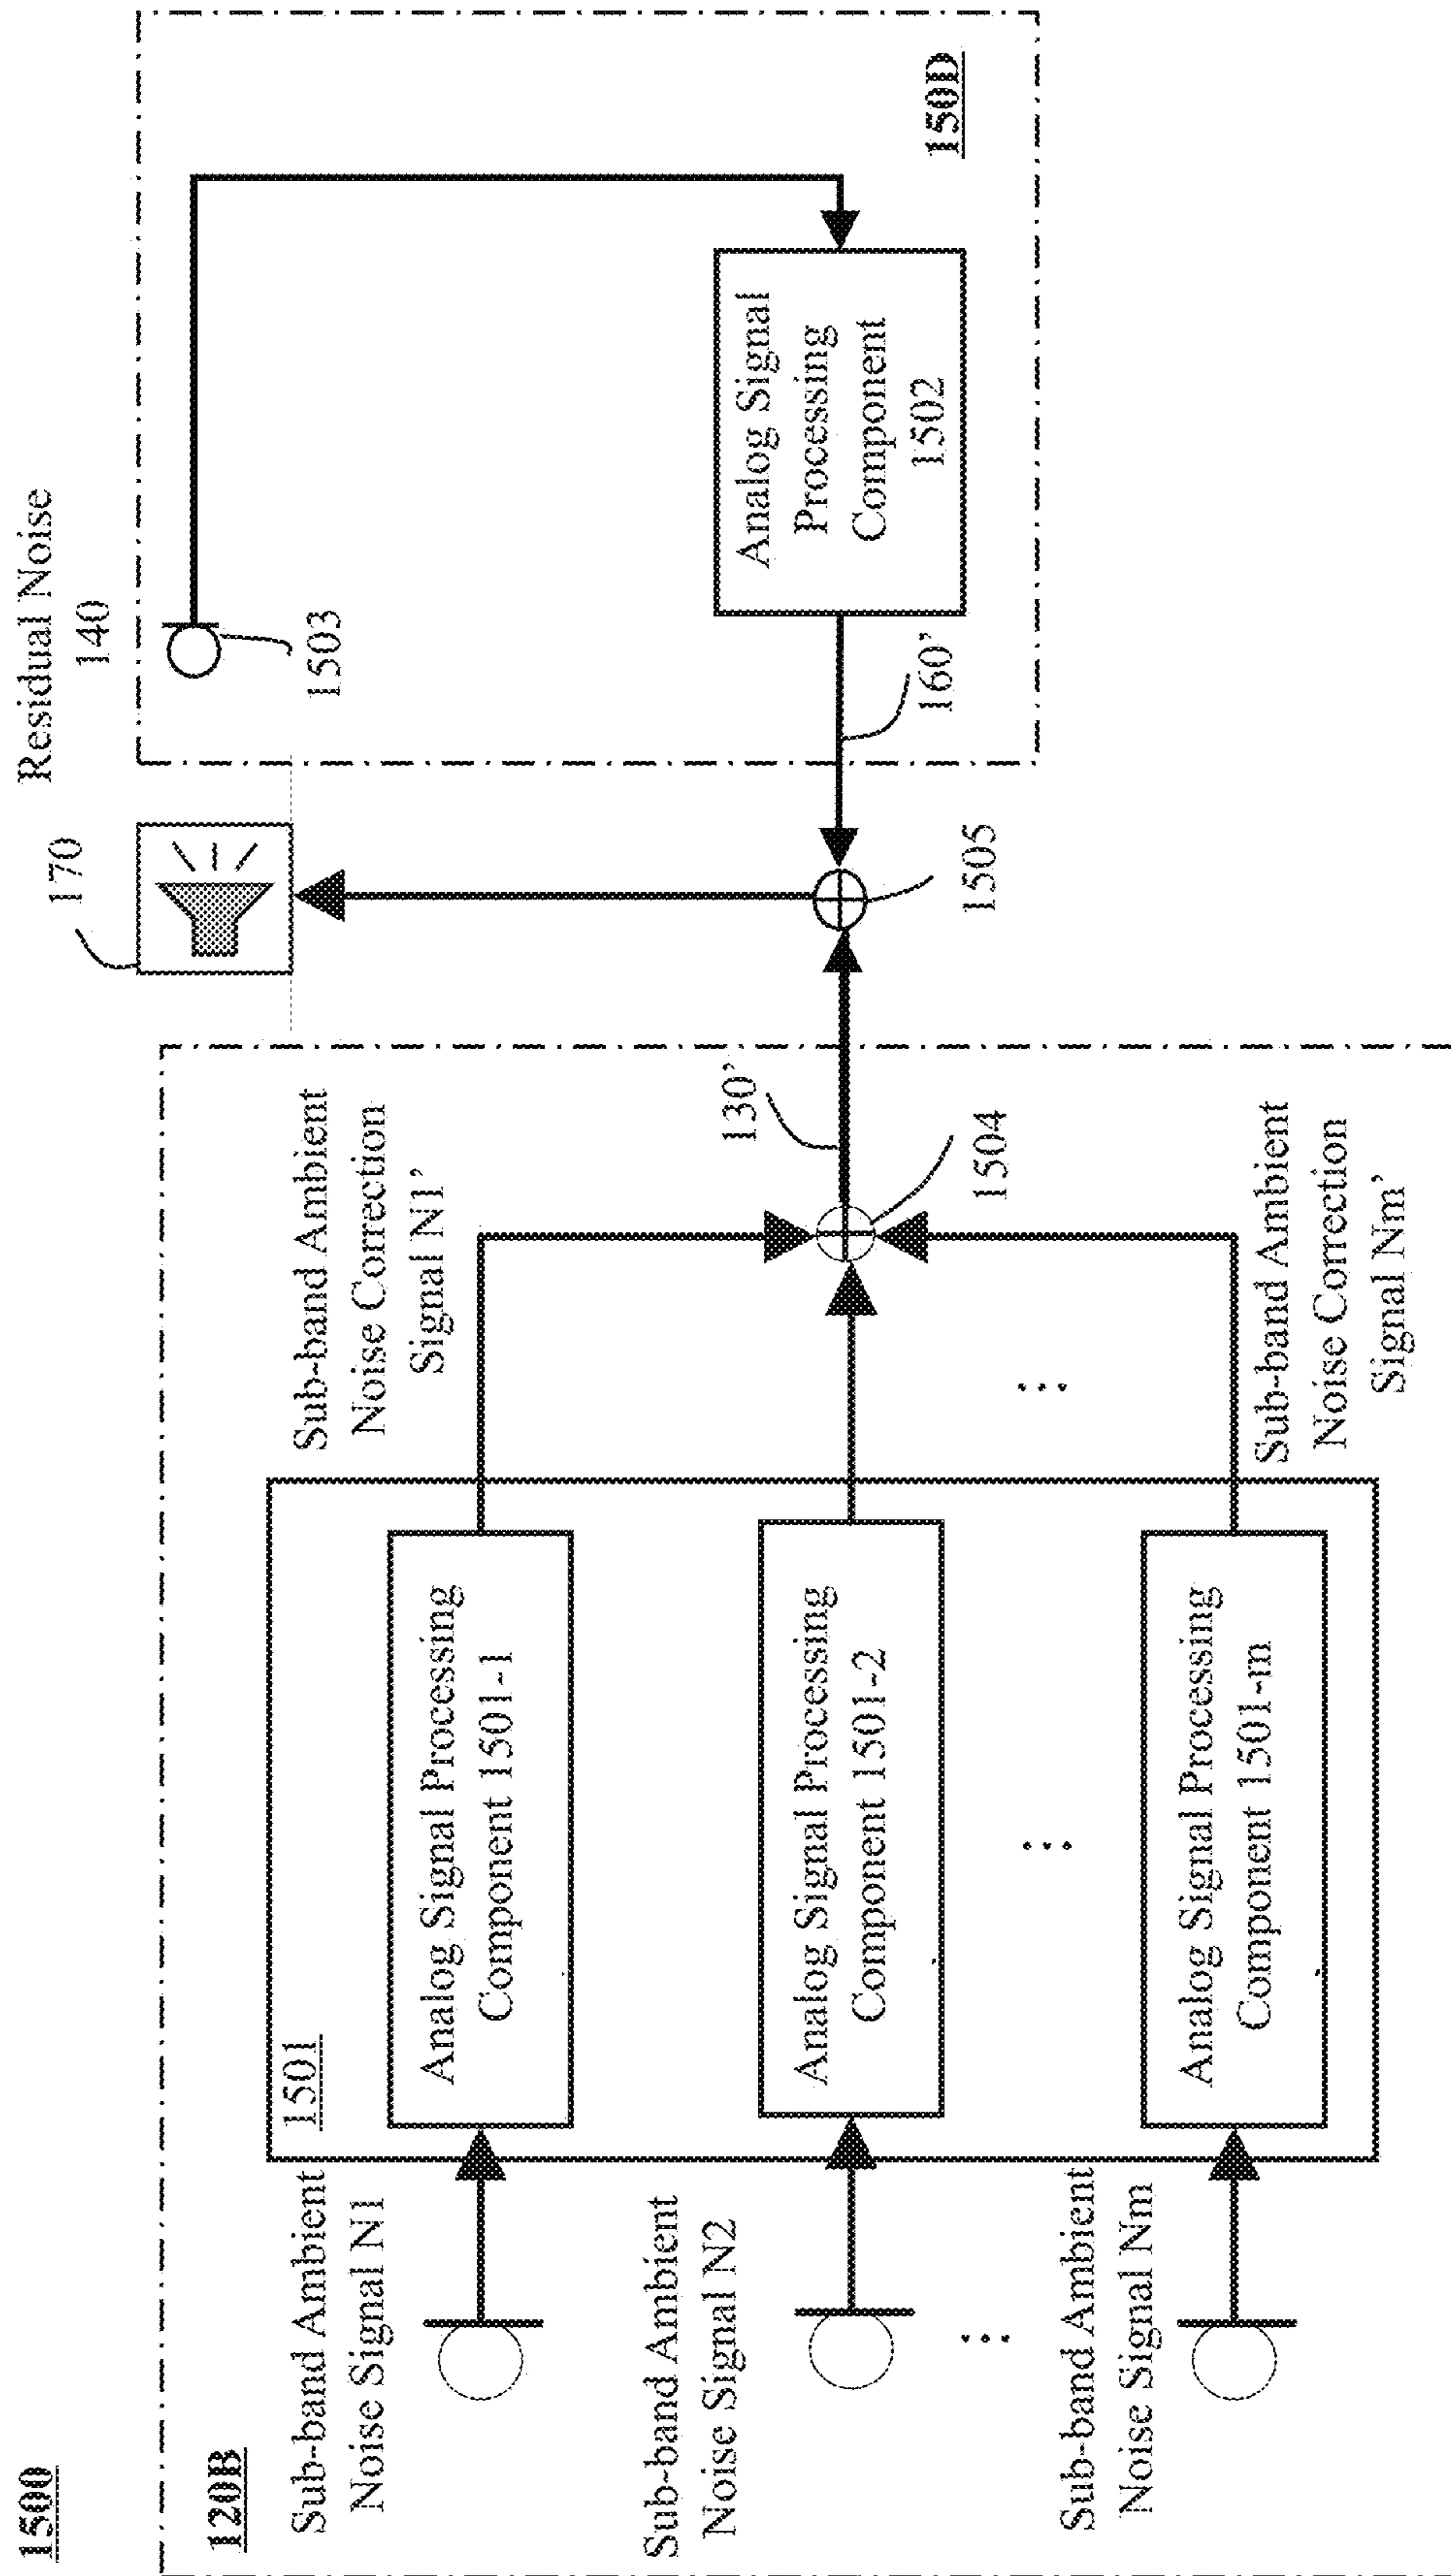 1500
120B
Sub-band Ambient
Noise Signal N1
1501
Analog Signal Processing
Component 1501-1
Sub-band Ambient
Noise Correction
Signal N1’
Sub-band Ambient
Noise Signal N2
Analog Signal Processing
Component 1501-2
130’
1504
...
...
...
Sub-band Ambient
Noise Signal Nm
Analog Signal Processing
Component 1501-m
Sub-band Ambient
Noise Correction
Signal Nm’
170
1505
Residual Noise
140
1503
Analog Signal
Processing
Component
1502
160’
150D